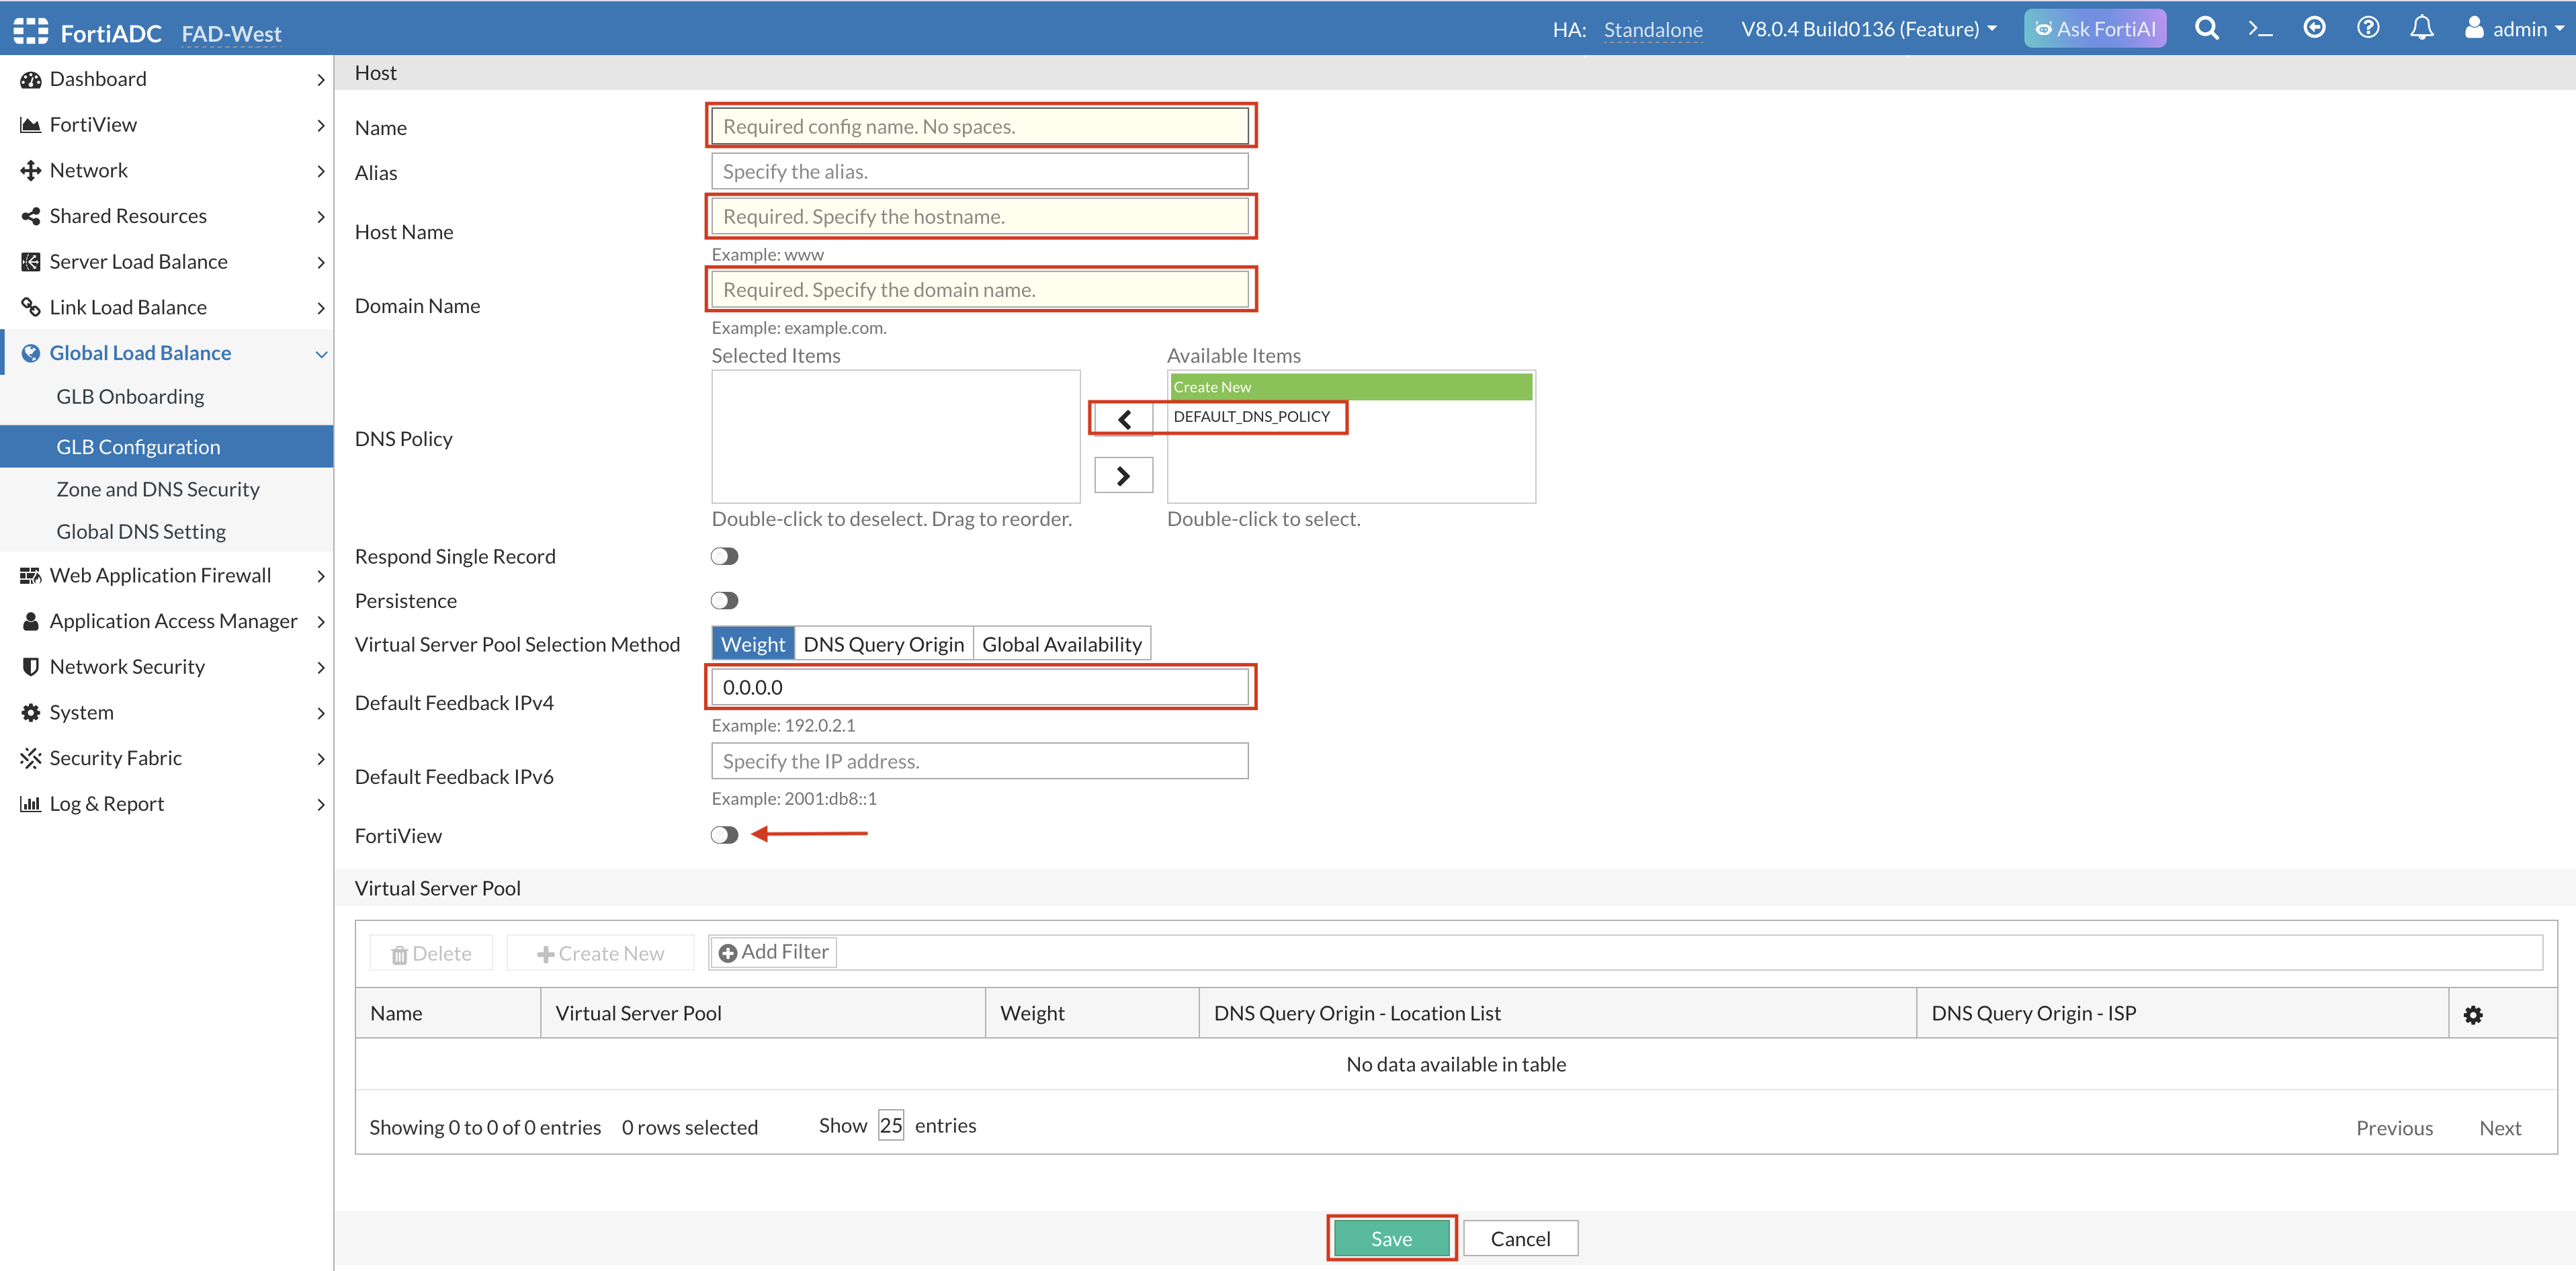 FortiADC FAD-West HA: Standalone V8.0.4 Build0136 (Feature) Ask FortiAI admin
Dashboard
FortiView
Network
Shared Resources
Server Load Balance
Link Load Balance
Global Load Balance
GLB Onboarding
GLB Configuration
Zone and DNS Security
Global DNS Setting
Web Application Firewall
Application Access Manager
Network Security
System
Security Fabric
Log & Report
Host
Name Required config name. No spaces.
Alias Specify the alias.
Host Name Required. Specify the hostname.
Example: www
Domain Name Required. Specify the domain name.
Example: example.com.
Selected Items Available Items
Create New
DEFAULT_DNS_POLICY
DNS Policy
Double-click to deselect. Drag to reorder. Double-click to select.
Respond Single Record
Persistence
Virtual Server Pool Selection Method Weight DNS Query Origin Global Availability
Default Feedback IPv4 0.0.0.0
Example: 192.0.2.1
Default Feedback IPv6 Specify the IP address.
Example: 2001:db8::1
FortiView
Virtual Server Pool
Delete Create New Add Filter
Name Virtual Server Pool Weight DNS Query Origin - Location List DNS Query Origin - ISP
No data available in table
Showing 0 to 0 of 0 entries 0 rows selected Show 25 entries Previous Next
Save Cancel